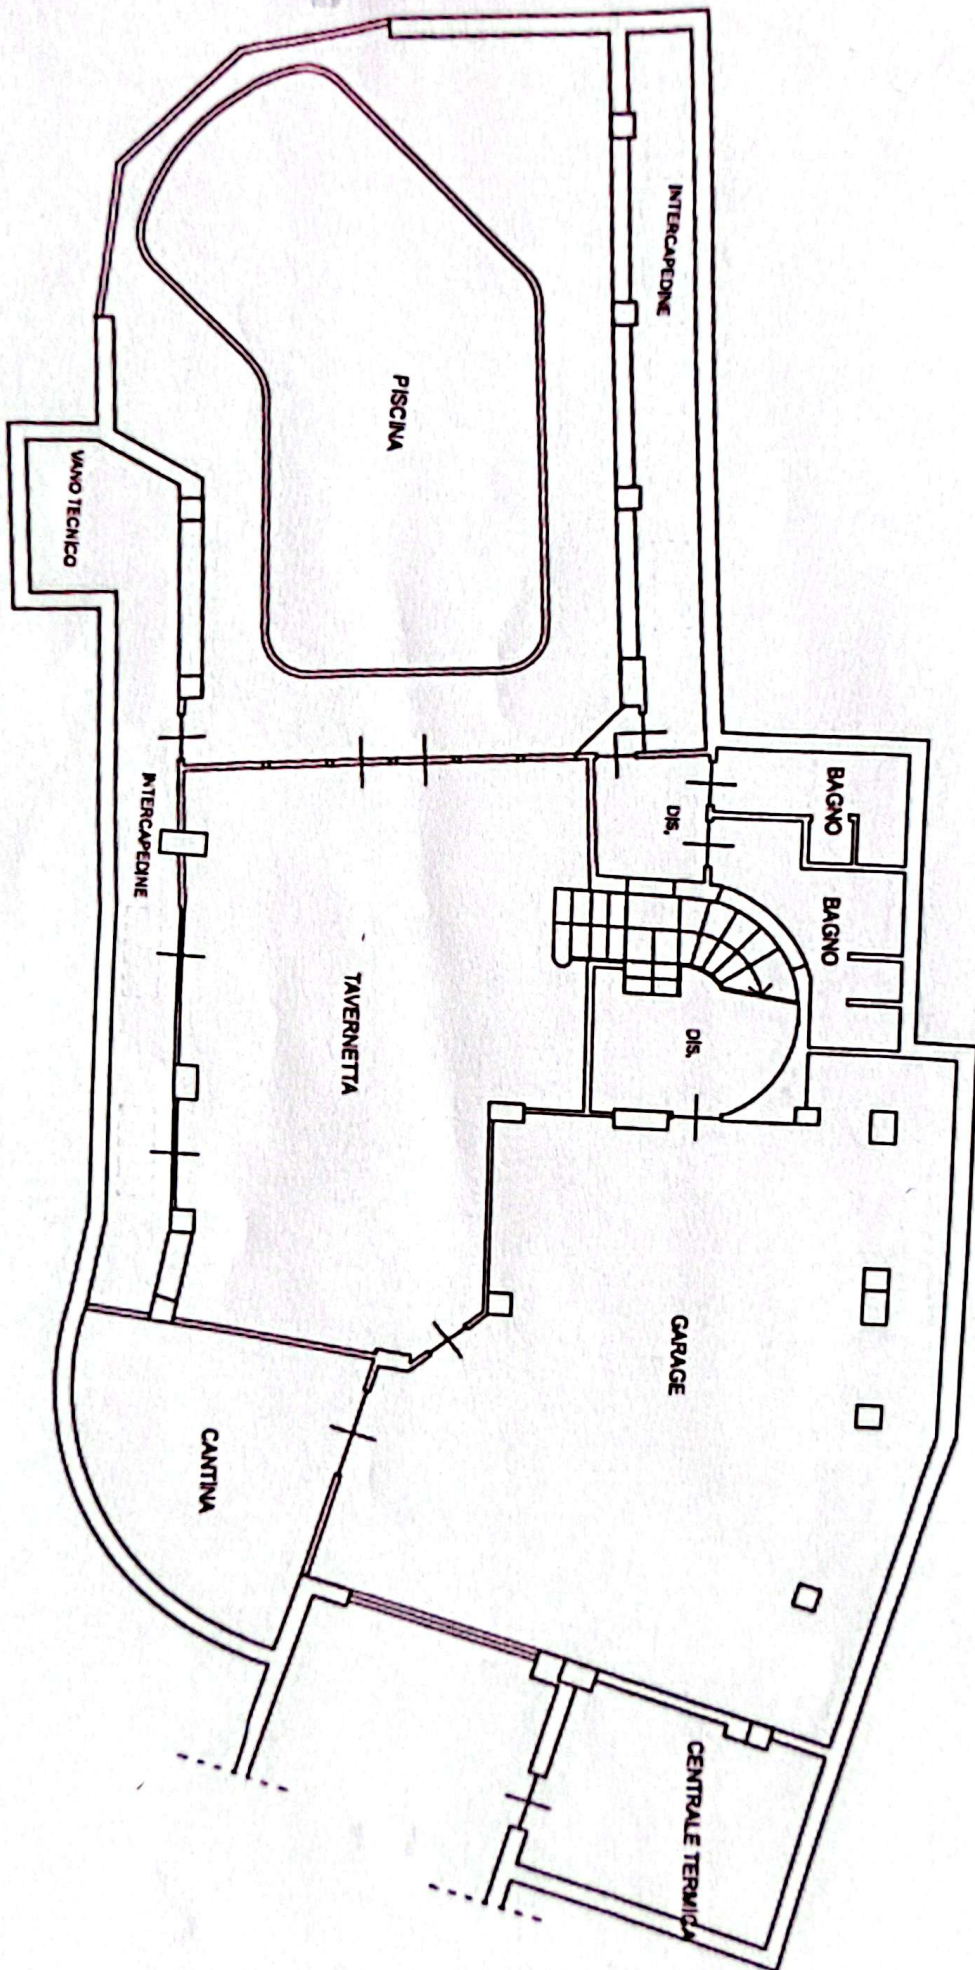 INTERCAPEDINE
PISCINA
VANO TECNICO
BAGNO
DIS.
INTERCAPEDINE
BAGNO
TAVERNETTA
DIS.
GARAGE
CANTINA
CENTRALE TERMICA